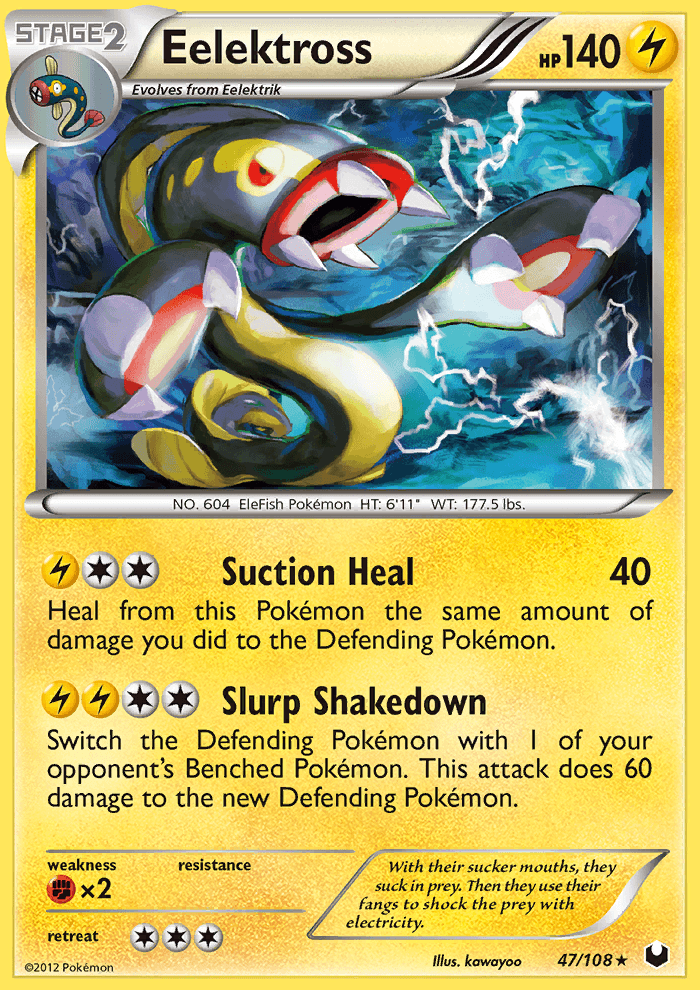 STAGE2
Eelektross
HP140
Evolves from Eelektrik
NO. 604 EleFish Pokémon HT: 6'11" WT: 177.5 lbs.
Suction Heal 40
Heal from this Pokémon the same amount of
damage you did to the Defending Pokémon.
Slurp Shakedown
Switch the Defending Pokémon with 1 of your
opponent's Benched Pokémon. This attack does 60
damage to the new Defending Pokémon.
weakness resistance
×2
With their sucker mouths, they
suck in prey. Then they use their
fangs to shock the prey with
electricity.
retreat
Illus. kawayoo 47/108★
©2012 Pokémon